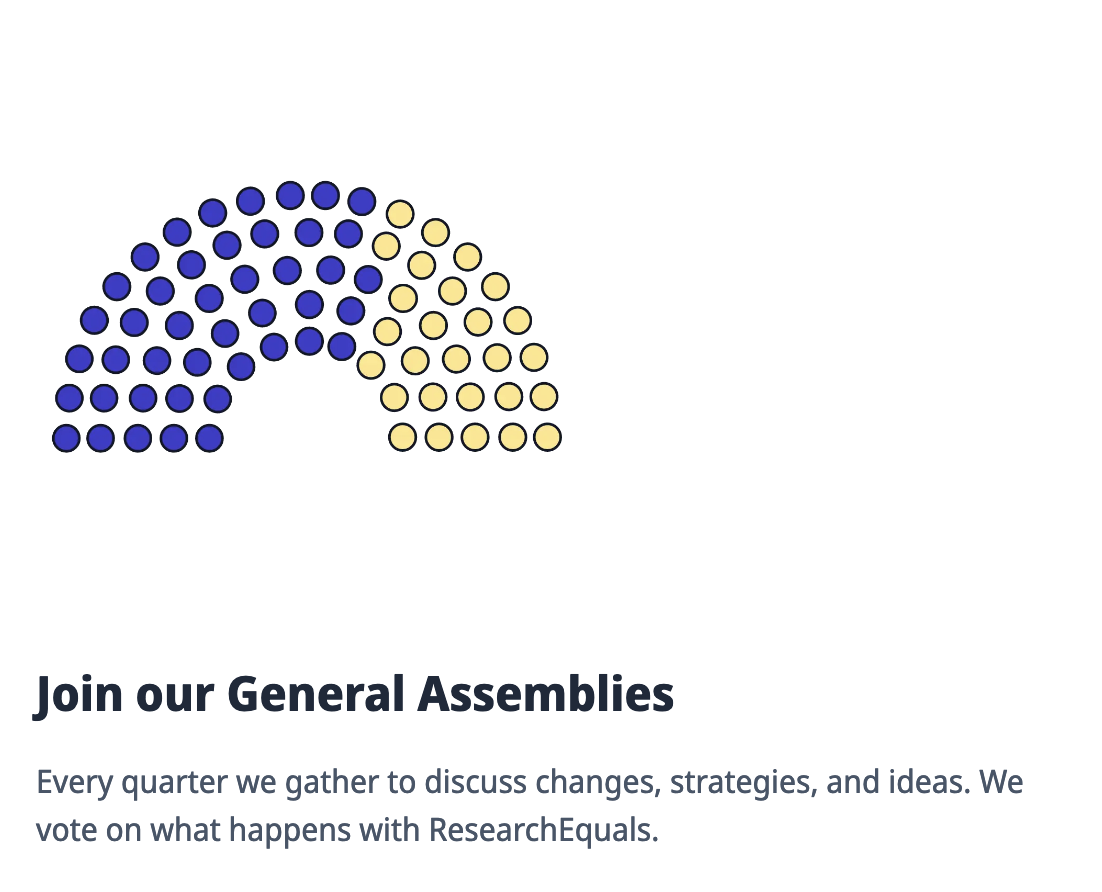 Join our General Assemblies
Every quarter we gather to discuss changes, strategies, and ideas. We
vote on what happens with ResearchEquals.